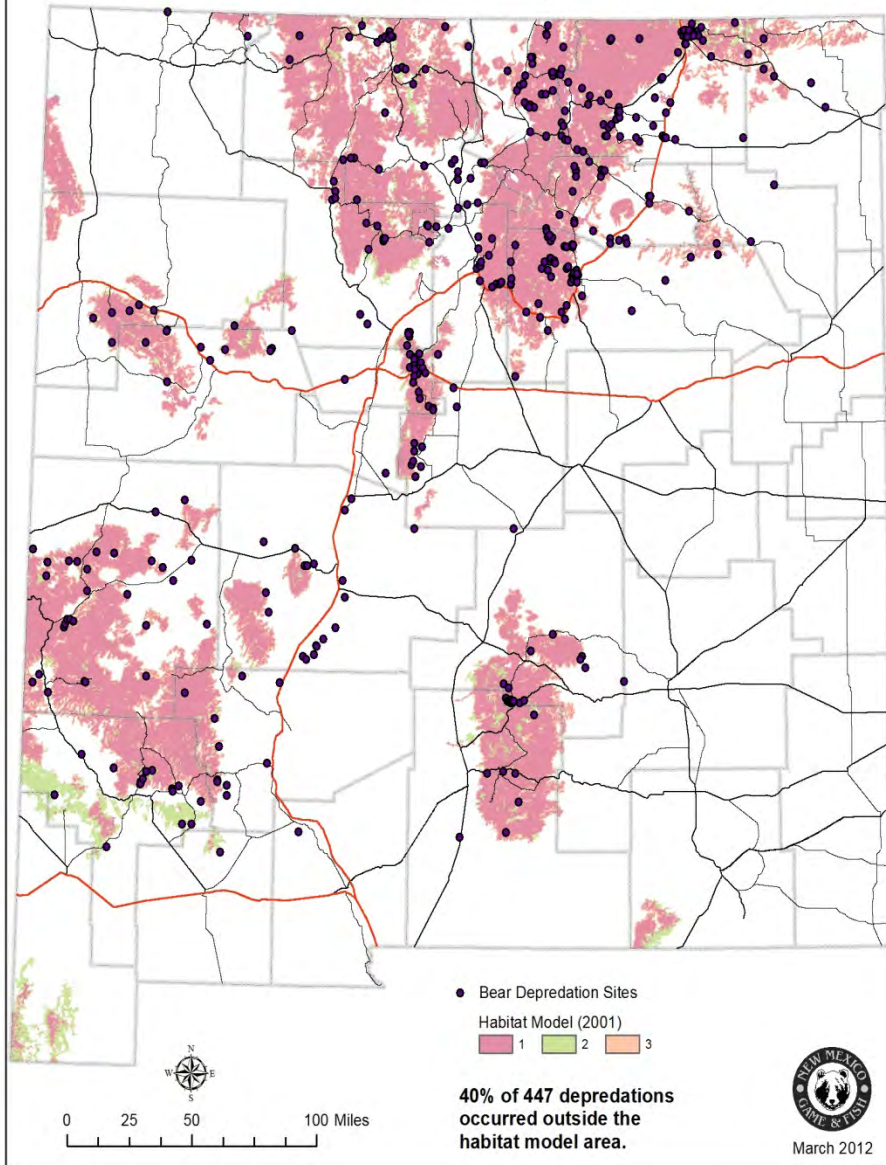 Bear Depredation Sites
Habitat Model (2001)
1 2 3
N
W E
S
0 25 50 100 Miles
40% of 447 depredations
occurred outside the
habitat model area.
NEW MEXICO
GAME & FISH
March 2012